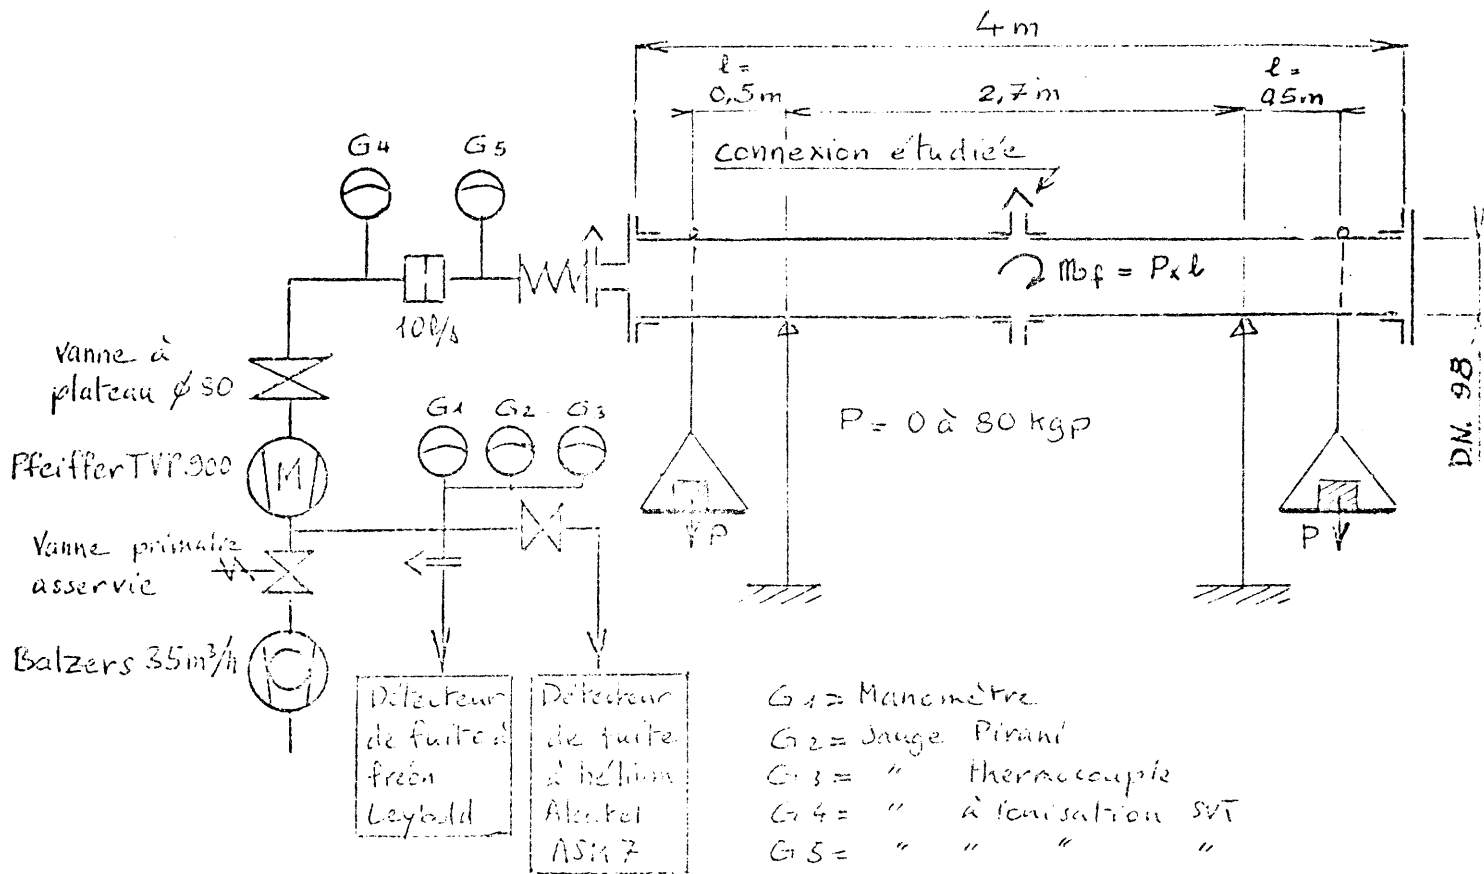 4 m
l =
0,5 m
2,7 m
l =
0,5 m
connexion étudiée
G4
G5
10 l/s
Mf = P x l
Vanne à
plateau ϕ 80
G1 G2 G3
P = 0 à 80 kgp
DN. 98
Pfeiffer TVP.900
M
P
P
Vanne primaire
asservie
Balzers 35 m³/h
Détecteur
de fuite à
fréon
Leybold
Détecteur
de fuite
à hélium
Alcatel
ASM 7
G1 = Manomètre
G2 = Jauge Pirani
G3 = " thermocouple
G4 = " à ionisation SVT
G5 = " " " "